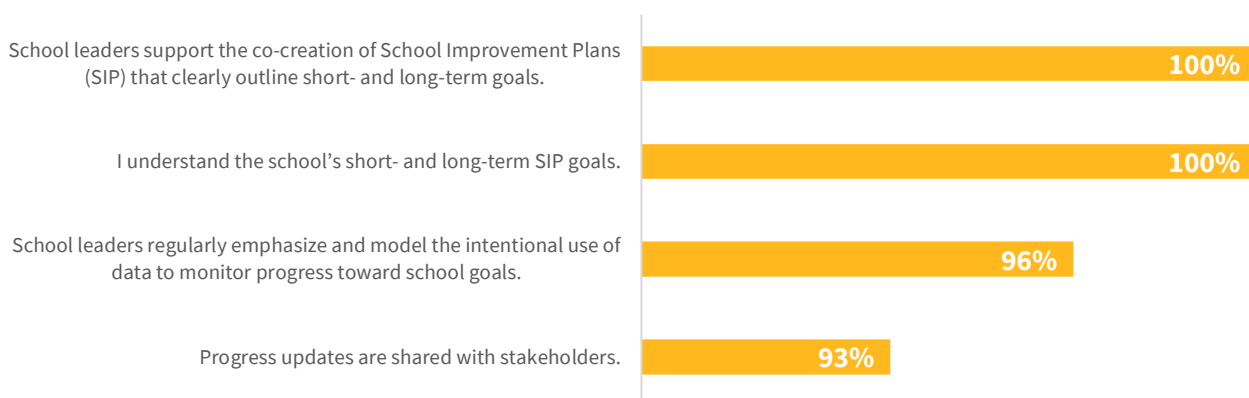 School leaders support the co-creation of School Improvement Plans
(SIP) that clearly outline short- and long-term goals.
100%
I understand the school’s short- and long-term SIP goals.
100%
School leaders regularly emphasize and model the intentional use of
data to monitor progress toward school goals.
96%
Progress updates are shared with stakeholders.
93%